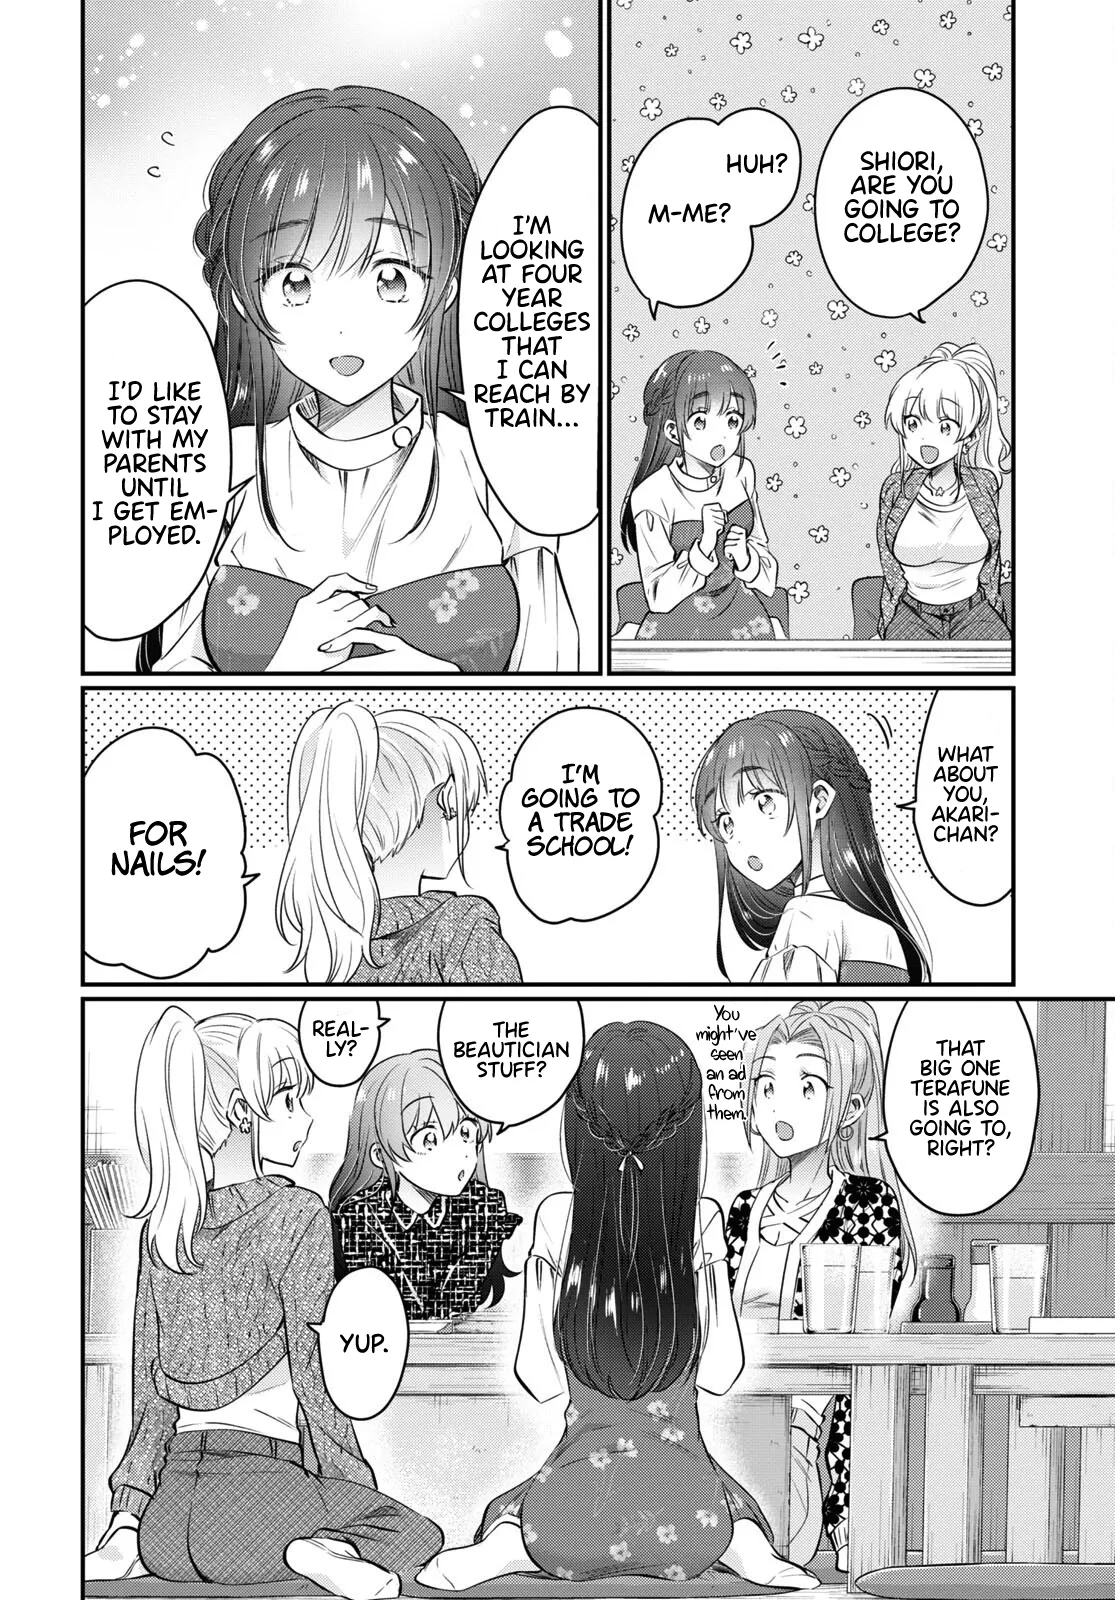 SHIORI,
ARE YOU
GOING TO
COLLEGE?
HUH?
M-ME?
I'M
LOOKING
AT FOUR
YEAR
COLLEGES
THAT
I CAN
REACH BY
TRAIN...
I'D LIKE
TO STAY
WITH MY
PARENTS
UNTIL
I GET EM-
PLOYED.
WHAT
ABOUT
YOU,
AKARI-
CHAN?
I'M
GOING TO
A TRADE
SCHOOL!
FOR
NAILS!
THAT
BIG ONE
TERAFUNE
IS ALSO
GOING TO,
RIGHT?
You
might've
seen
an ad
from
them.
THE
BEAUTICIAN
STUFF?
REAL-
LY?
YUP.